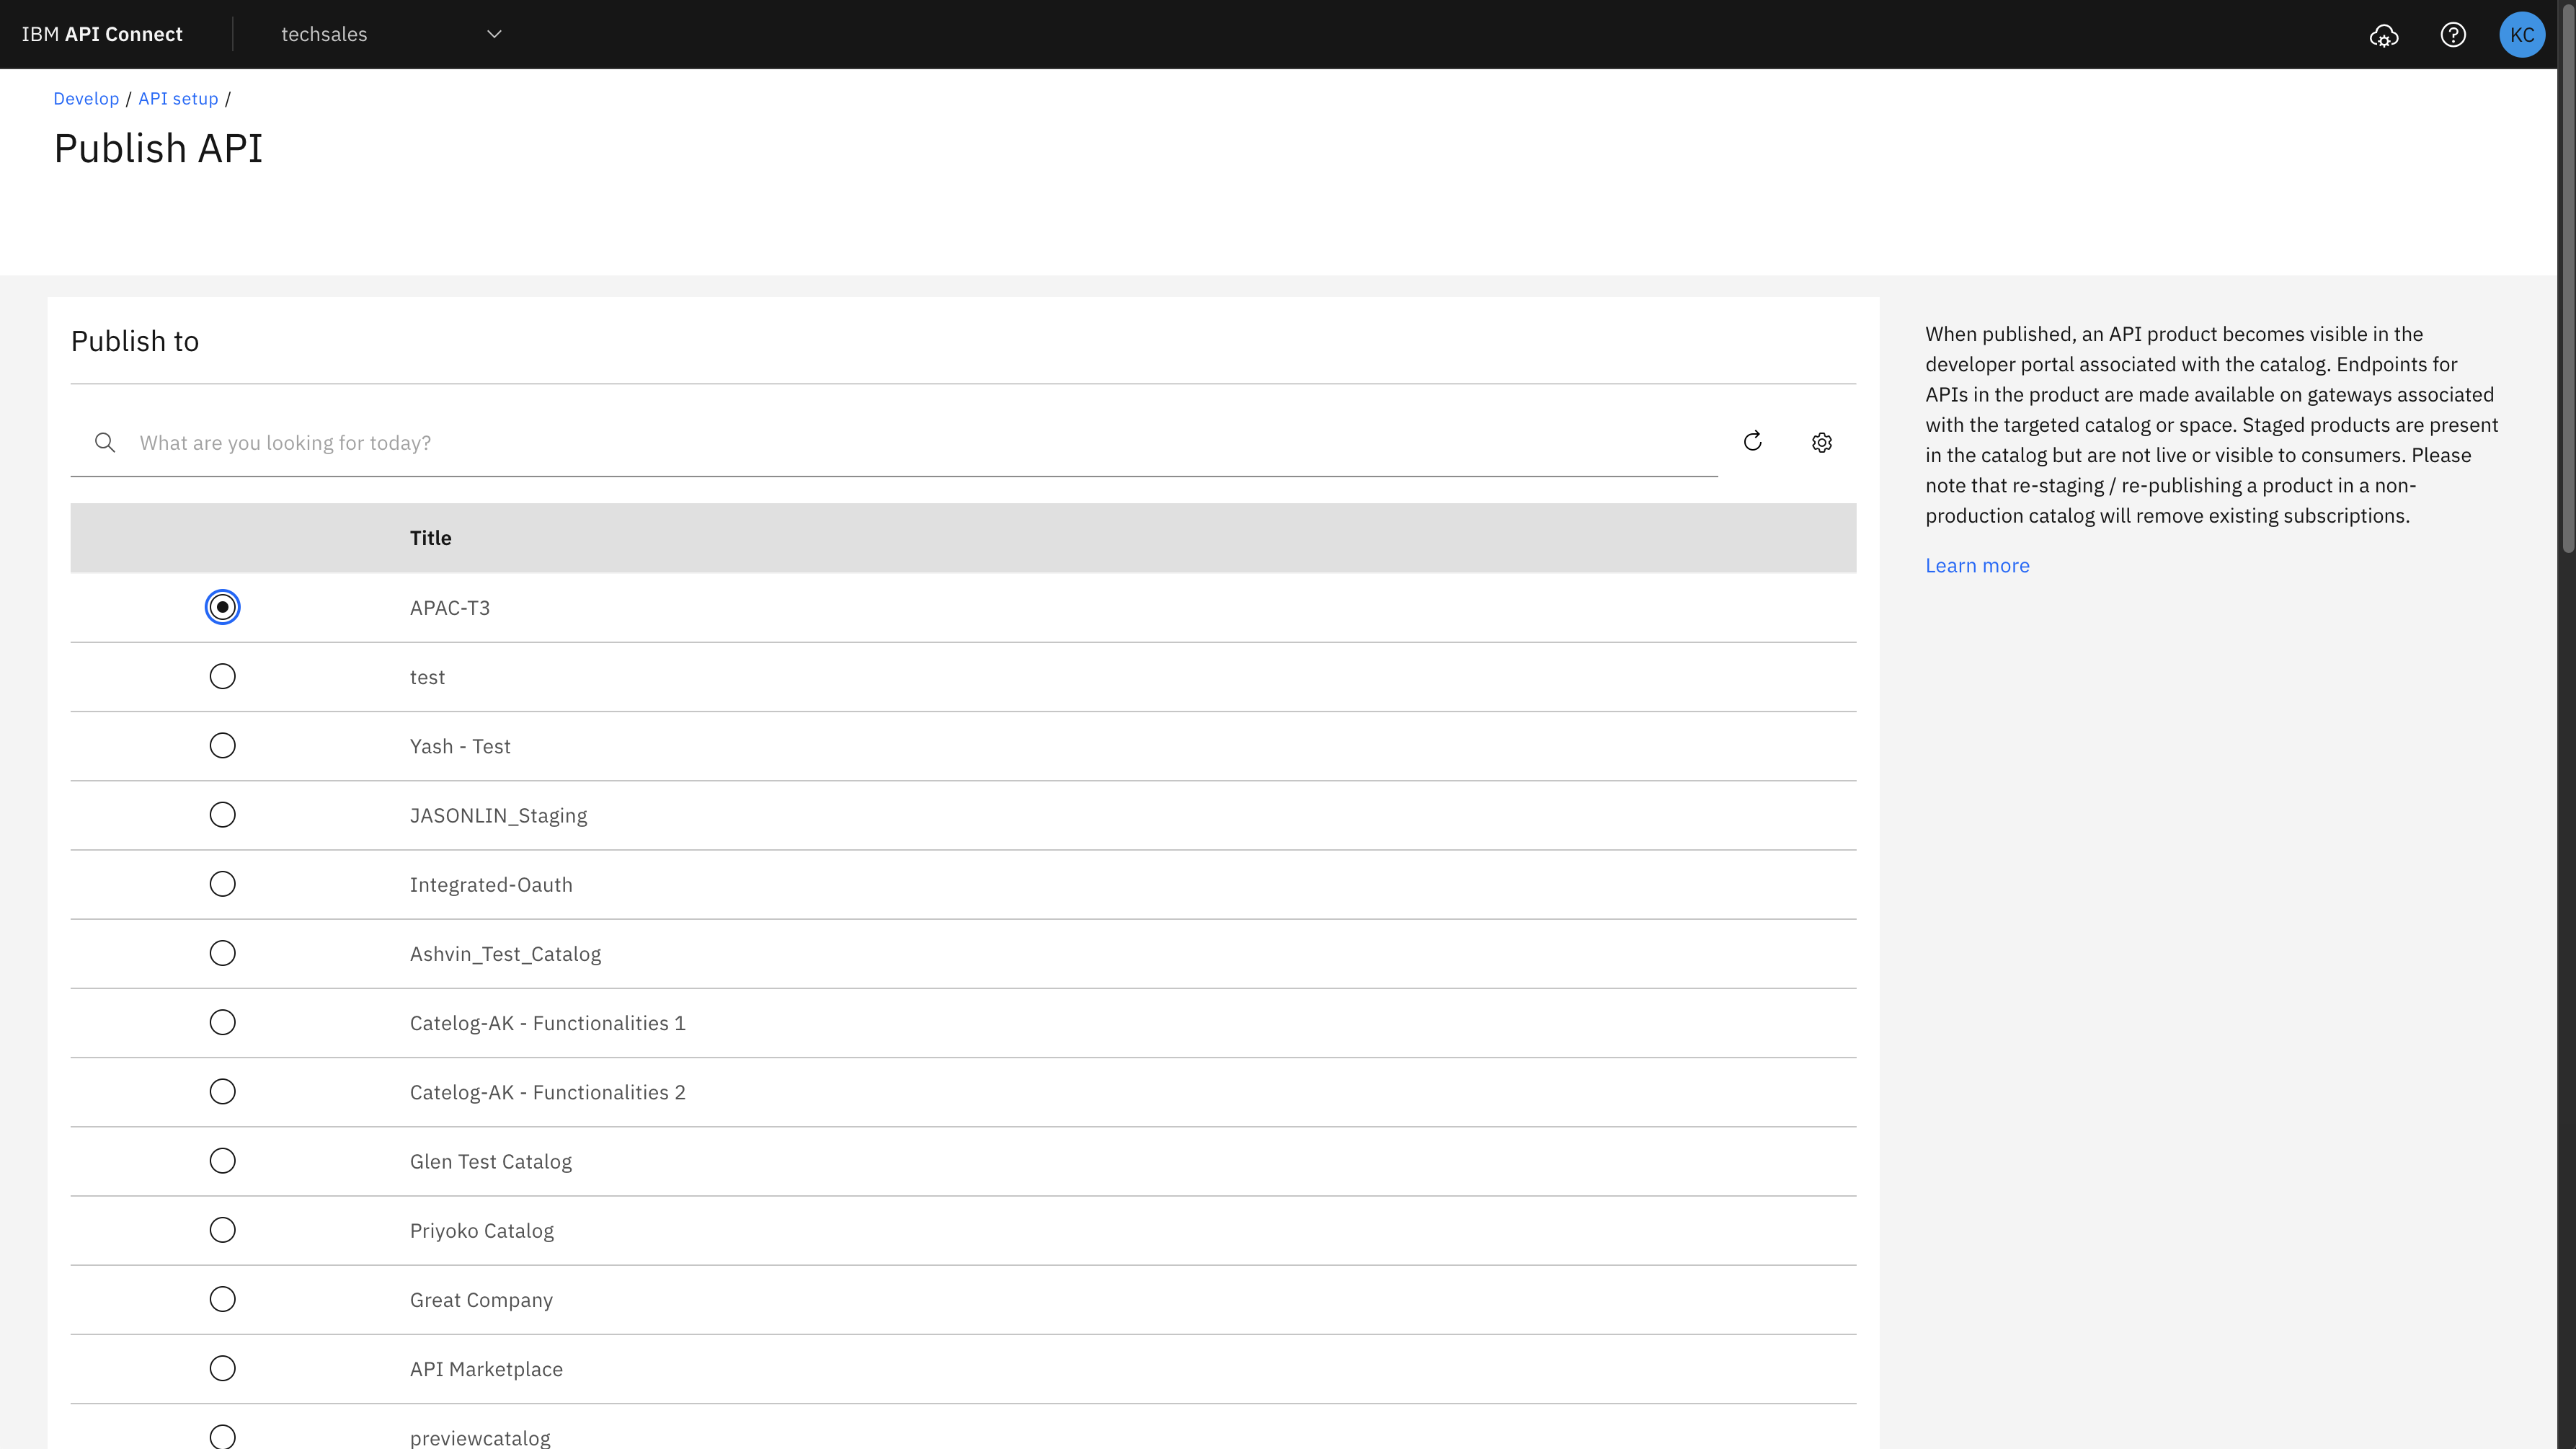 IBM API Connect
techsales
KC
Develop / API setup /
Publish API
Publish to
What are you looking for today?
Title
APAC-T3
test
Yash - Test
JASONLIN_Staging
Integrated-Oauth
Ashvin_Test_Catalog
Catelog-AK - Functionalities 1
Catelog-AK - Functionalities 2
Glen Test Catalog
Priyoko Catalog
Great Company
API Marketplace
previewcatalog
When published, an API product becomes visible in the
developer portal associated with the catalog. Endpoints for
APIs in the product are made available on gateways associated
with the targeted catalog or space. Staged products are present
in the catalog but are not live or visible to consumers. Please
note that re-staging / re-publishing a product in a non-
production catalog will remove existing subscriptions.
Learn more